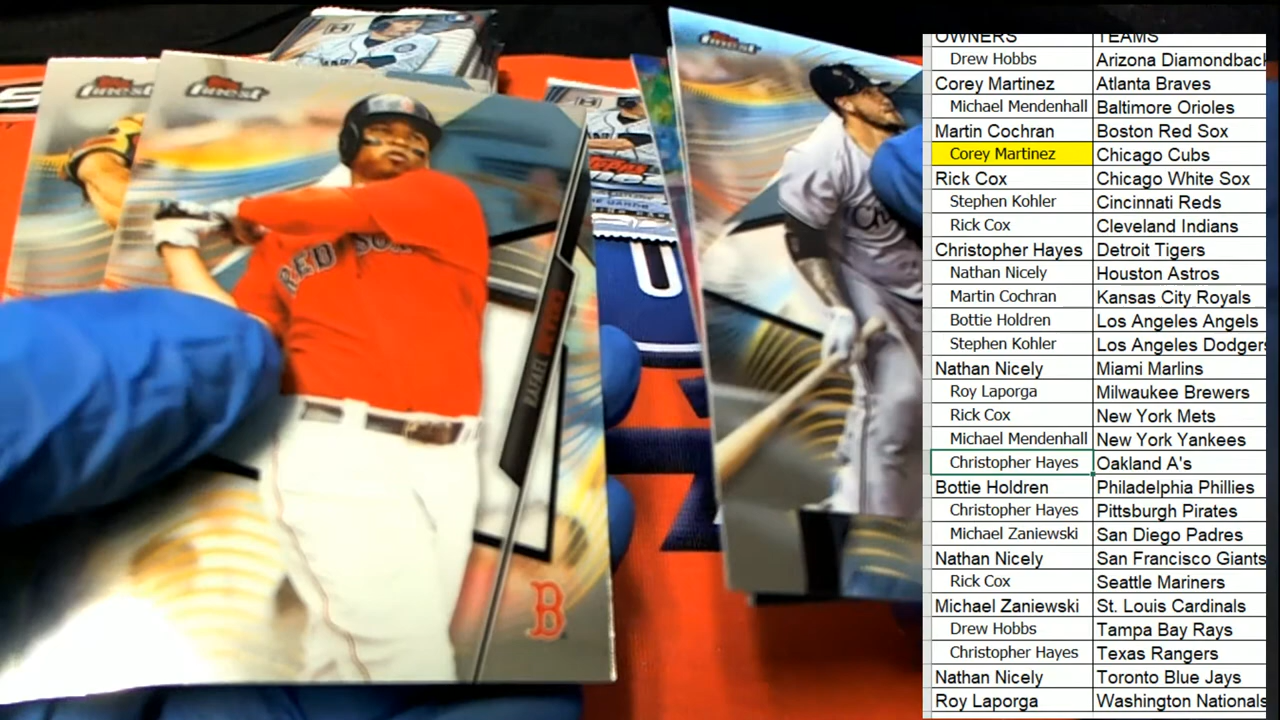 Topps finest
Topps finest
Topps finest
RED SOX
RAFAEL DEVERS
B
Topps
OWNERS TEAMS
Drew Hobbs Arizona Diamondback
Corey Martinez Atlanta Braves
Michael Mendenhall Baltimore Orioles
Martin Cochran Boston Red Sox
Corey Martinez Chicago Cubs
Rick Cox Chicago White Sox
Stephen Kohler Cincinnati Reds
Rick Cox Cleveland Indians
Christopher Hayes Detroit Tigers
Nathan Nicely Houston Astros
Martin Cochran Kansas City Royals
Bottie Holdren Los Angeles Angels
Stephen Kohler Los Angeles Dodgers
Nathan Nicely Miami Marlins
Roy Laporga Milwaukee Brewers
Rick Cox New York Mets
Michael Mendenhall New York Yankees
Christopher Hayes Oakland A's
Bottie Holdren Philadelphia Phillies
Christopher Hayes Pittsburgh Pirates
Michael Zaniewski San Diego Padres
Nathan Nicely San Francisco Giants
Rick Cox Seattle Mariners
Michael Zaniewski St. Louis Cardinals
Drew Hobbs Tampa Bay Rays
Christopher Hayes Texas Rangers
Nathan Nicely Toronto Blue Jays
Roy Laporga Washington Nationals